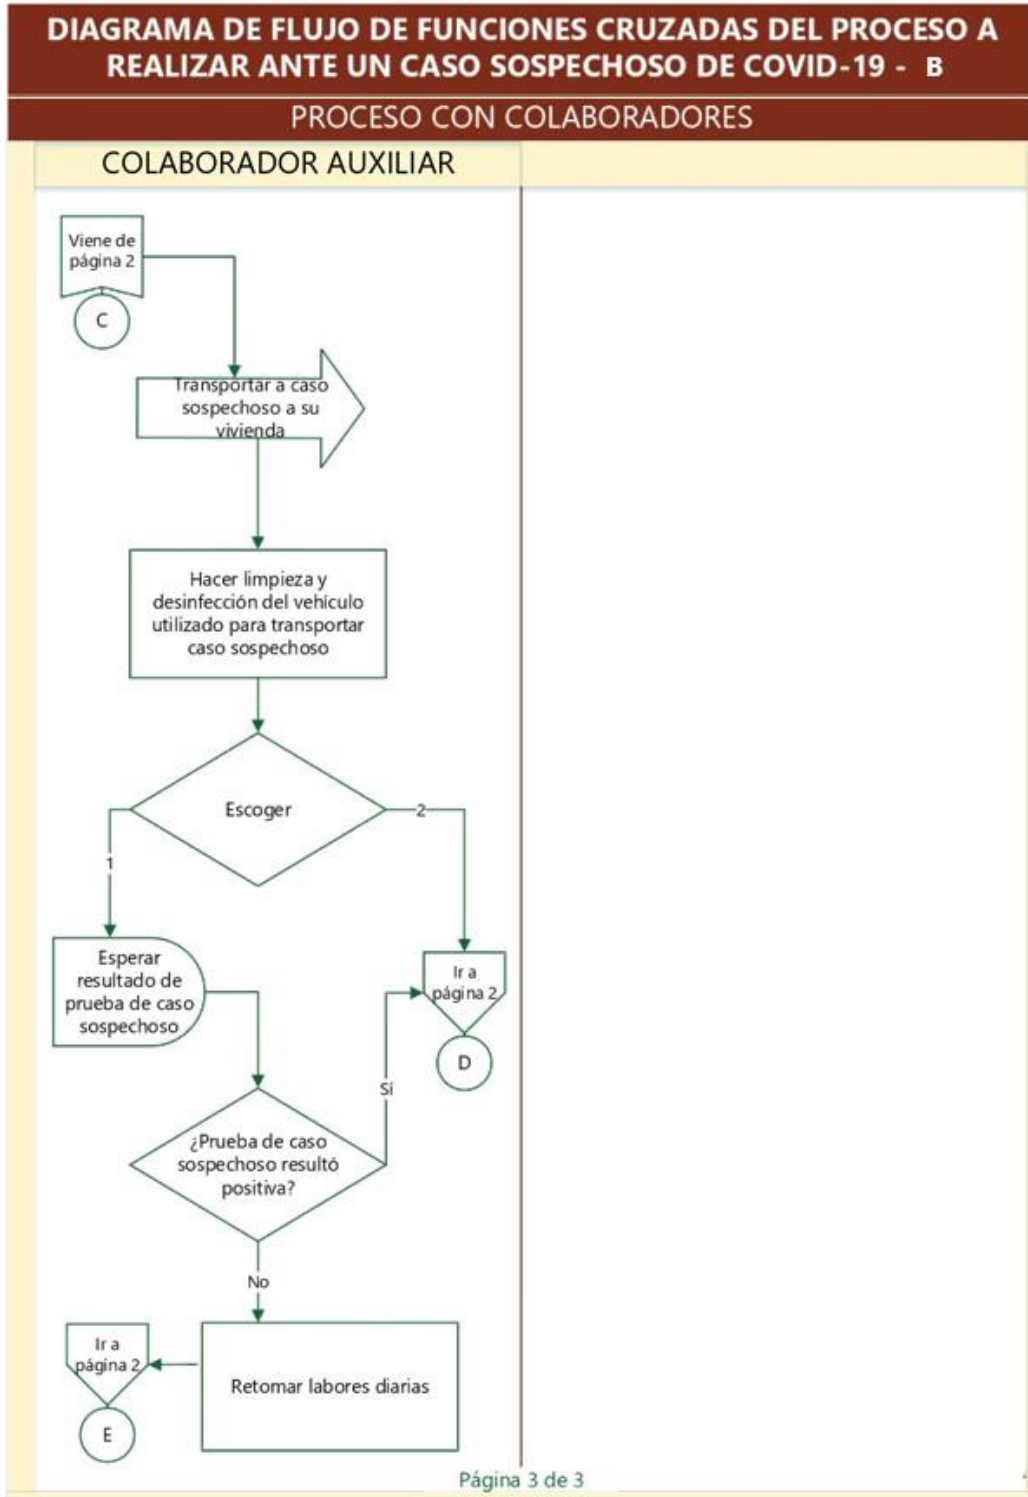 DIAGRAMA DE FLUJO DE FUNCIONES CRUZADAS DEL PROCESO A
REALIZAR ANTE UN CASO SOSPECHOSO DE COVID-19 - B
PROCESO CON COLABORADORES
COLABORADOR AUXILIAR
Viene de
página 2
C
Transportar a caso
sospechoso a su
vivienda
Hacer limpieza y
desinfección del vehículo
utilizado para transportar
caso sospechoso
Escoger
2
1
Esperar
resultado de
prueba de caso
sospechoso
Ir a
página 2
D
Sí
¿Prueba de caso
sospechoso resultó
positiva?
No
Ir a
página 2
E
Retomar labores diarias
Página 3 de 3